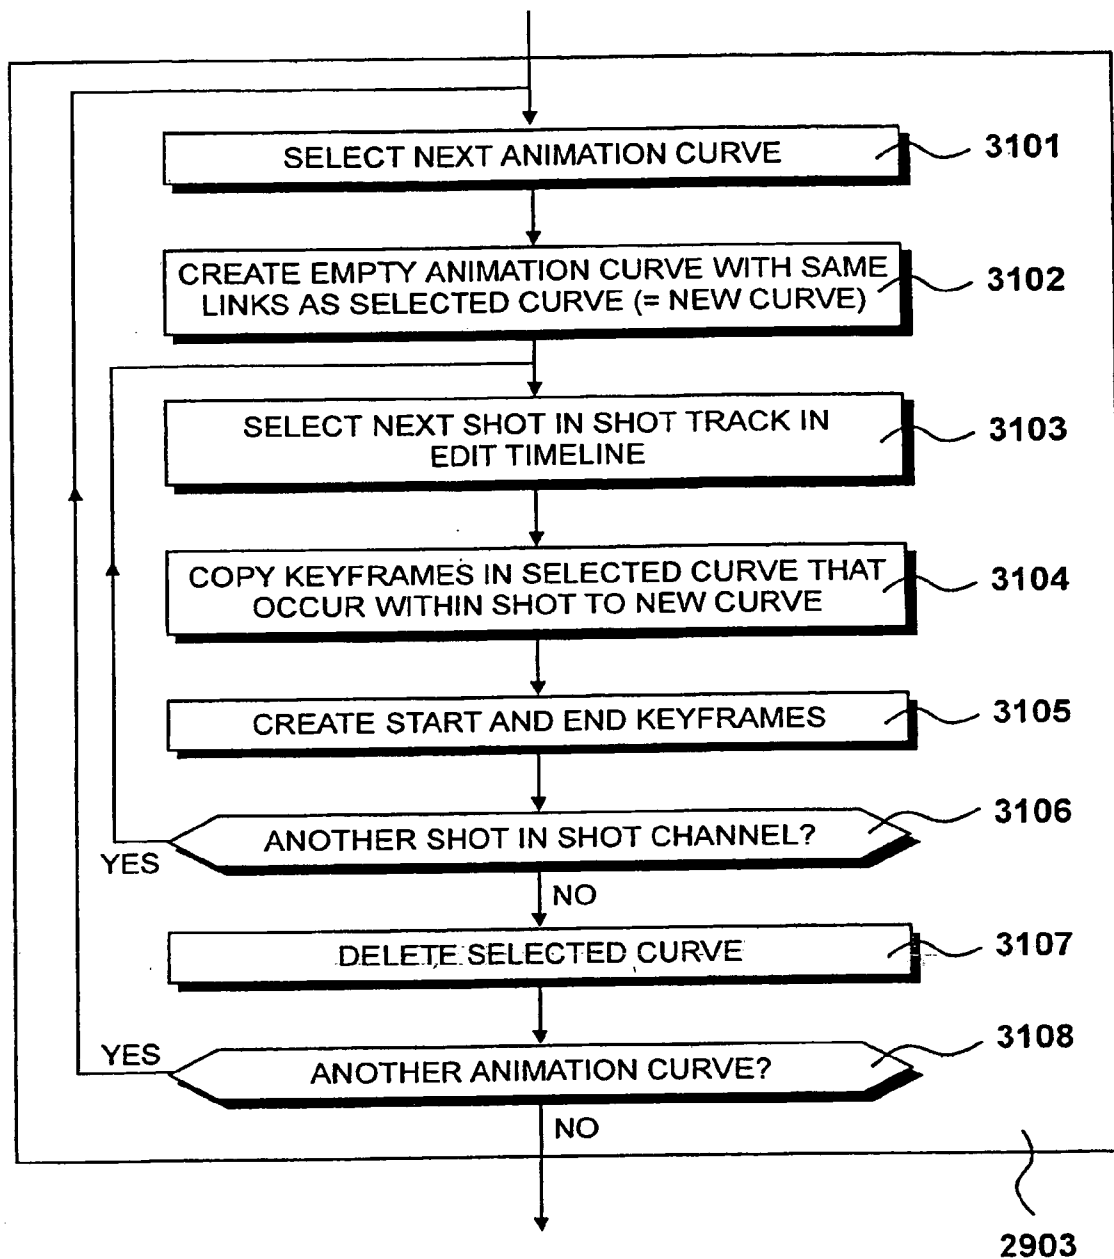 SELECT NEXT ANIMATION CURVE
3101
CREATE EMPTY ANIMATION CURVE WITH SAME
LINKS AS SELECTED CURVE (= NEW CURVE)
3102
SELECT NEXT SHOT IN SHOT TRACK IN
EDIT TIMELINE
3103
COPY KEYFRAMES IN SELECTED CURVE THAT
OCCUR WITHIN SHOT TO NEW CURVE
3104
CREATE START AND END KEYFRAMES
3105
ANOTHER SHOT IN SHOT CHANNEL?
3106
YES
NO
DELETE SELECTED CURVE
3107
YES
ANOTHER ANIMATION CURVE?
3108
NO
2903